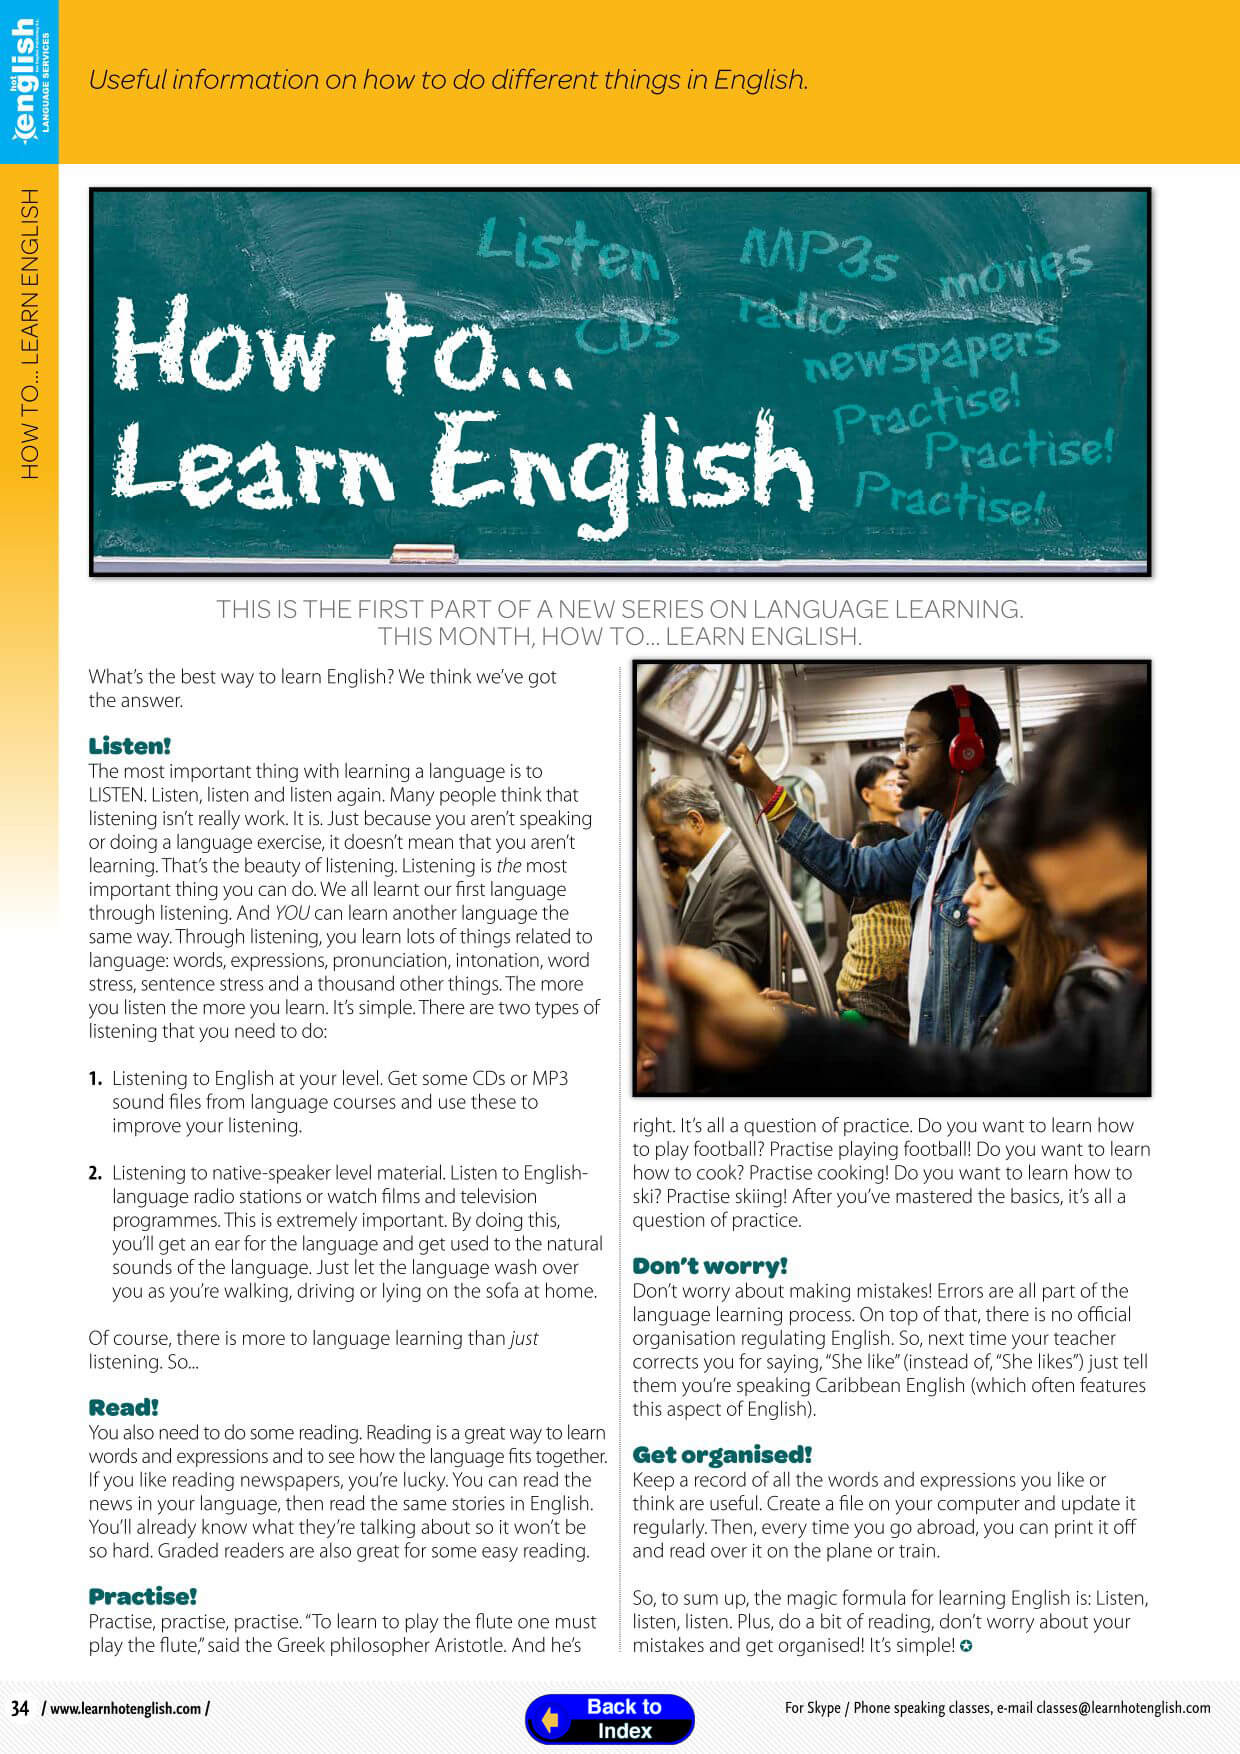 hot
english
LANGUAGE SERVICES
Useful information on how to do different things in English.
HOW TO... LEARN ENGLISH
Listen
MP3s
movies
radio
CDs
newspapers
Practise!
Practise!
Practise!
How to...
Learn English
THIS IS THE FIRST PART OF A NEW SERIES ON LANGUAGE LEARNING.
THIS MONTH, HOW TO... LEARN ENGLISH.
What's the best way to learn English? We think we've got
the answer.
Listen!
The most important thing with learning a language is to
LISTEN. Listen, listen and listen again. Many people think that
listening isn't really work. It is. Just because you aren't speaking
or doing a language exercise, it doesn't mean that you aren't
learning. That's the beauty of listening. Listening is the most
important thing you can do. We all learnt our first language
through listening. And YOU can learn another language the
same way. Through listening, you learn lots of things related to
language: words, expressions, pronunciation, intonation, word
stress, sentence stress and a thousand other things. The more
you listen the more you learn. It's simple. There are two types of
listening that you need to do:
1. Listening to English at your level. Get some CDs or MP3
sound files from language courses and use these to
improve your listening.
2. Listening to native-speaker level material. Listen to English-
language radio stations or watch films and television
programmes. This is extremely important. By doing this,
you'll get an ear for the language and get used to the natural
sounds of the language. Just let the language wash over
you as you're walking, driving or lying on the sofa at home.
Of course, there is more to language learning than just
listening. So...
Read!
You also need to do some reading. Reading is a great way to learn
words and expressions and to see how the language fits together.
If you like reading newspapers, you're lucky. You can read the
news in your language, then read the same stories in English.
You'll already know what they're talking about so it won't be
so hard. Graded readers are also great for some easy reading.
Practise!
Practise, practise, practise. "To learn to play the flute one must
play the flute," said the Greek philosopher Aristotle. And he's
right. It's all a question of practice. Do you want to learn how
to play football? Practise playing football! Do you want to learn
how to cook? Practise cooking! Do you want to learn how to
ski? Practise skiing! After you've mastered the basics, it's all a
question of practice.
Don't worry!
Don't worry about making mistakes! Errors are all part of the
language learning process. On top of that, there is no official
organisation regulating English. So, next time your teacher
corrects you for saying, "She like" (instead of, "She likes") just tell
them you're speaking Caribbean English (which often features
this aspect of English).
Get organised!
Keep a record of all the words and expressions you like or
think are useful. Create a file on your computer and update it
regularly. Then, every time you go abroad, you can print it off
and read over it on the plane or train.
So, to sum up, the magic formula for learning English is: Listen,
listen, listen. Plus, do a bit of reading, don't worry about your
mistakes and get organised! It's simple!
34 / www.learnhotenglish.com /
Back to
Index
For Skype / Phone speaking classes, e-mail classes@learnhotenglish.com